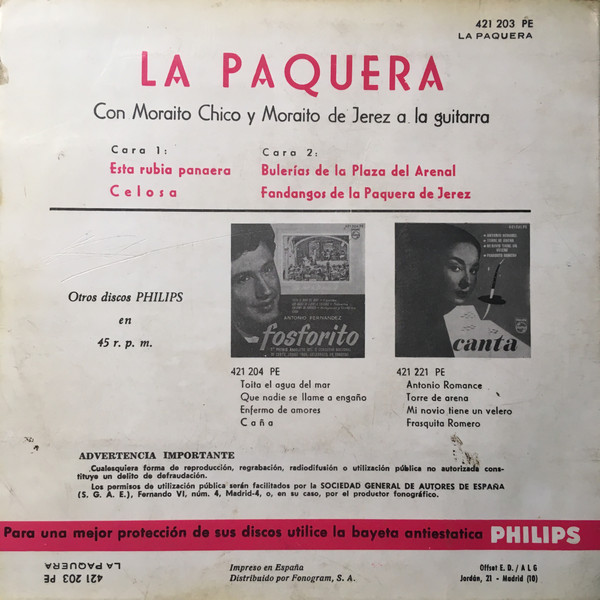 421 203 PE
LA PAQUERA
LA PAQUERA
Con Moraito Chico y Moraito de Jerez a la guitarra
Cara 1:
Esta rubia panaera
Celosa
Cara 2:
Bulerías de la Plaza del Arenal
Fandangos de la Paquera de Jerez
Otros discos PHILIPS
en
45 r. p. m.
ANTONIO FERNANDEZ
fosforito
421 204 PE
Toita el agua del mar
Que nadie se llame a engaño
Enfermo de amores
Caña
canta
421 221 PE
Antonio Romance
Torre de arena
Mi novio tiene un velero
Frasquita Romero
ADVERTENCIA IMPORTANTE
Cualesquiera forma de reproducción, regrabación, radiodifusión o utilización pública no autorizada cons-
tituye un delito de defraudación.
Los permisos de utilización pública serán facilitados por la SOCIEDAD GENERAL DE AUTORES DE ESPAÑA
(S. G. A. E.), Fernando VI, núm. 4, Madrid-4, o, en su caso, por el productor fonográfico.
Para una mejor protección de sus discos utilice la bayeta antiestatica PHILIPS
421 203 PE
LA PAQUERA
Impreso en España
Distribuido por Fonogram, S. A.
Offset E. D. / A L G
Jordán, 21 - Madrid (10)